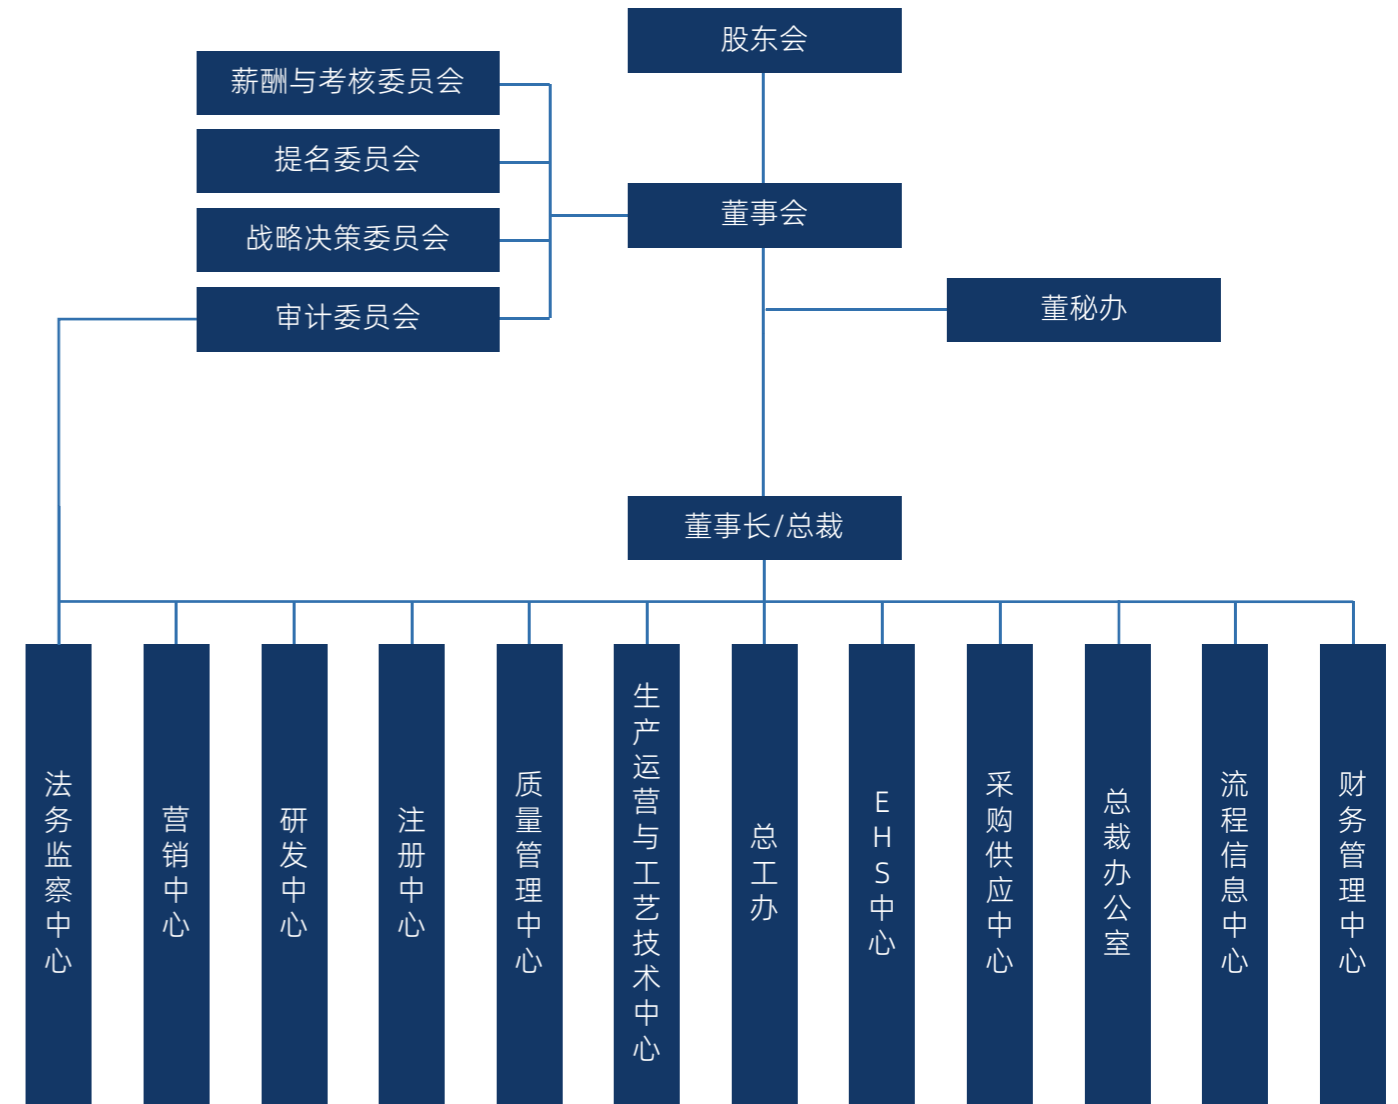 股东会
薪酬与考核委员会
提名委员会
董事会
战略决策委员会
董秘办
审计委员会
董事长/总裁
法务监察中心
营销中心
研发中心
注册中心
质量管理中心
生产运营与工艺技术中心
总工办
EHS中心
采购供应中心
总裁办公室
流程信息中心
财务管理中心